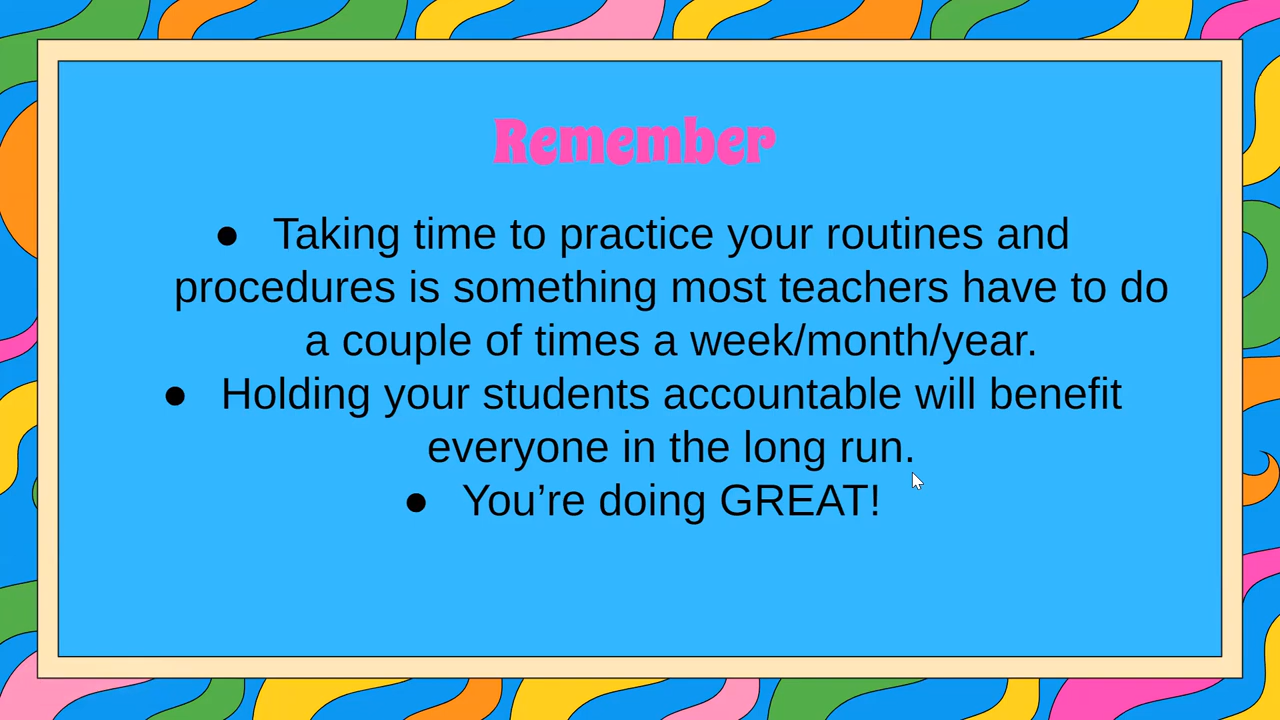 Remember
● Taking time to practice your routines and
procedures is something most teachers have to do
a couple of times a week/month/year.
● Holding your students accountable will benefit
everyone in the long run.
● You’re doing GREAT!